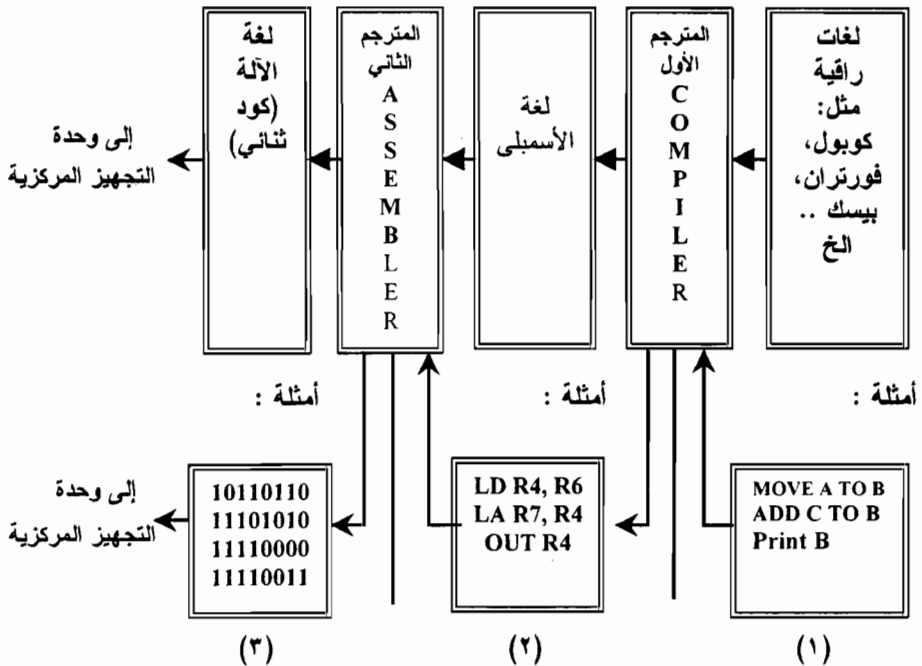 لغات
راقية
مثل:
كوبول،
فورتران،
بيسك ..
الخ
المترجم
الأول
C
O
M
P
I
L
E
R
لغة
الأسمبلى
المترجم
الثاني
A
S
S
E
M
B
L
E
R
لغة
الآلة
(كود
ثنائي)
إلى وحدة
التجهيز المركزية
أمثلة :
أمثلة :
أمثلة :
MOVE A TO B
ADD C TO B
Print B
LD R4, R6
LA R7, R4
OUT R4
10110110
11101010
11110000
11110011
إلى وحدة
التجهيز المركزية
(١)
(٢)
(٣)